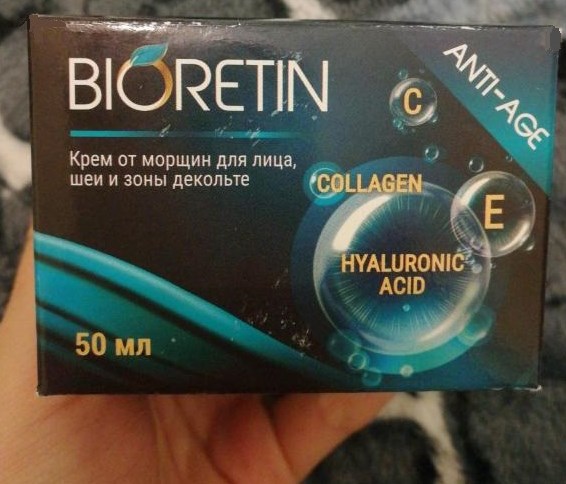 BIORETIN
ANTI-AGE
C
Крем от морщин для лица,
шеи и зоны декольте
COLLAGEN
E
HYALURONIC
ACID
50 мл